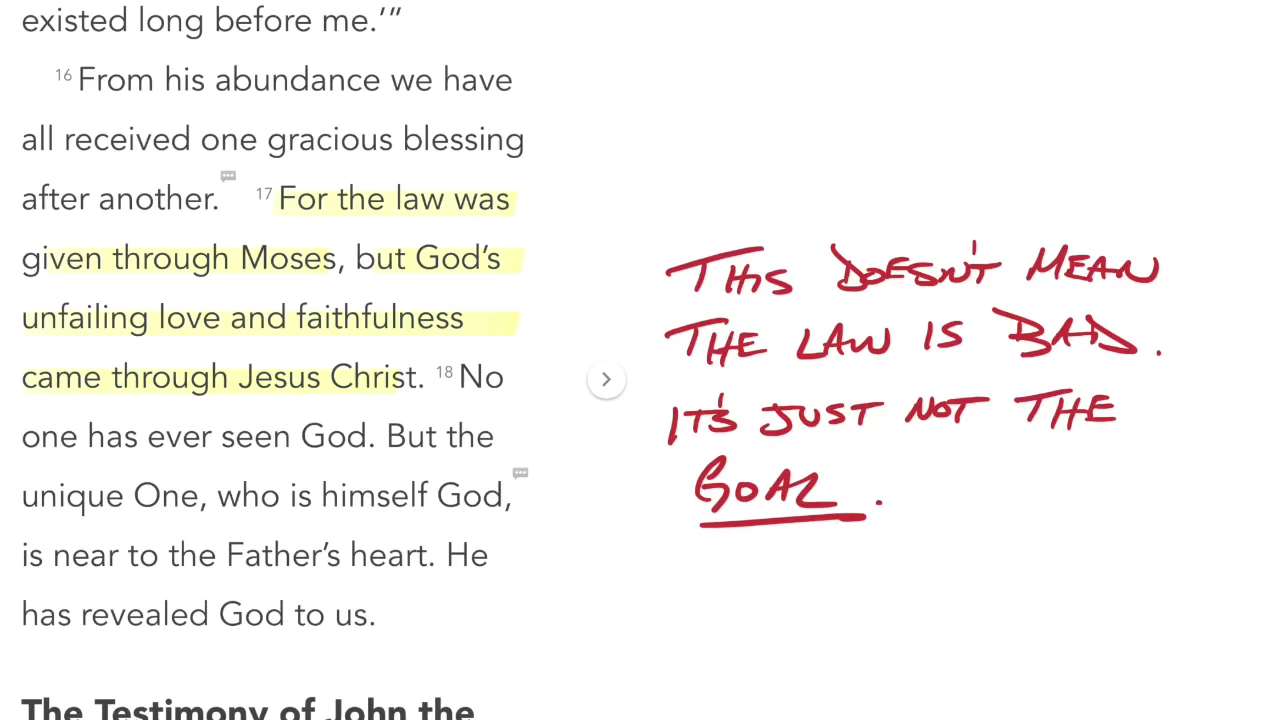 existed long before me.’”
16 From his abundance we have
all received one gracious blessing
after another. 17 For the law was
given through Moses, but God’s
unfailing love and faithfulness
came through Jesus Christ. 18 No
one has ever seen God. But the
unique One, who is himself God,
is near to the Father’s heart. He
has revealed God to us.
The Testimony of John the
THIS DOESN'T MEAN
THE LAW IS BAD.
IT'S JUST NOT THE
GOAL.